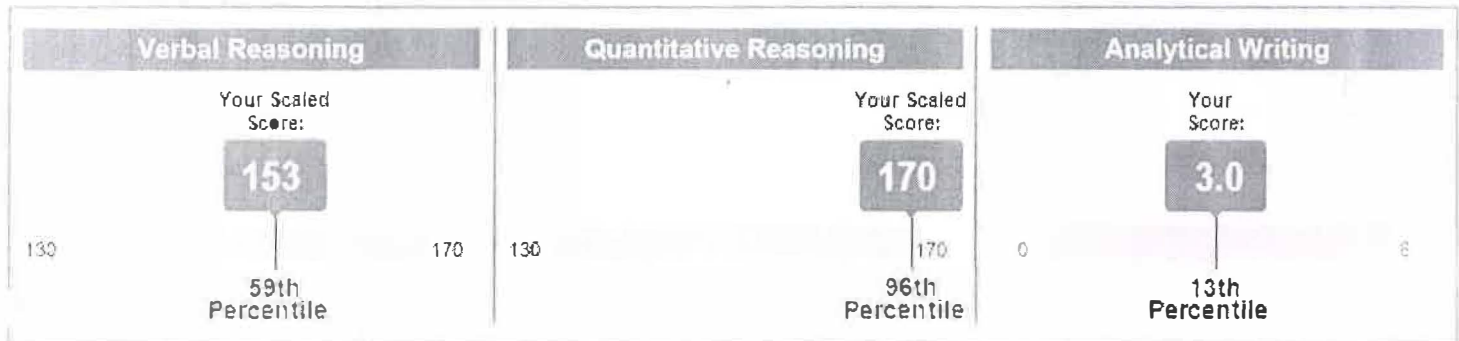 Verbal Reasoning
Your Scaled
Score:
153
130
170
59th
Percentile
Quantitative Reasoning
Your Scaled
Score:
170
130
170
96th
Percentile
Analytical Writing
Your
Score:
3.0
0
6
13th
Percentile